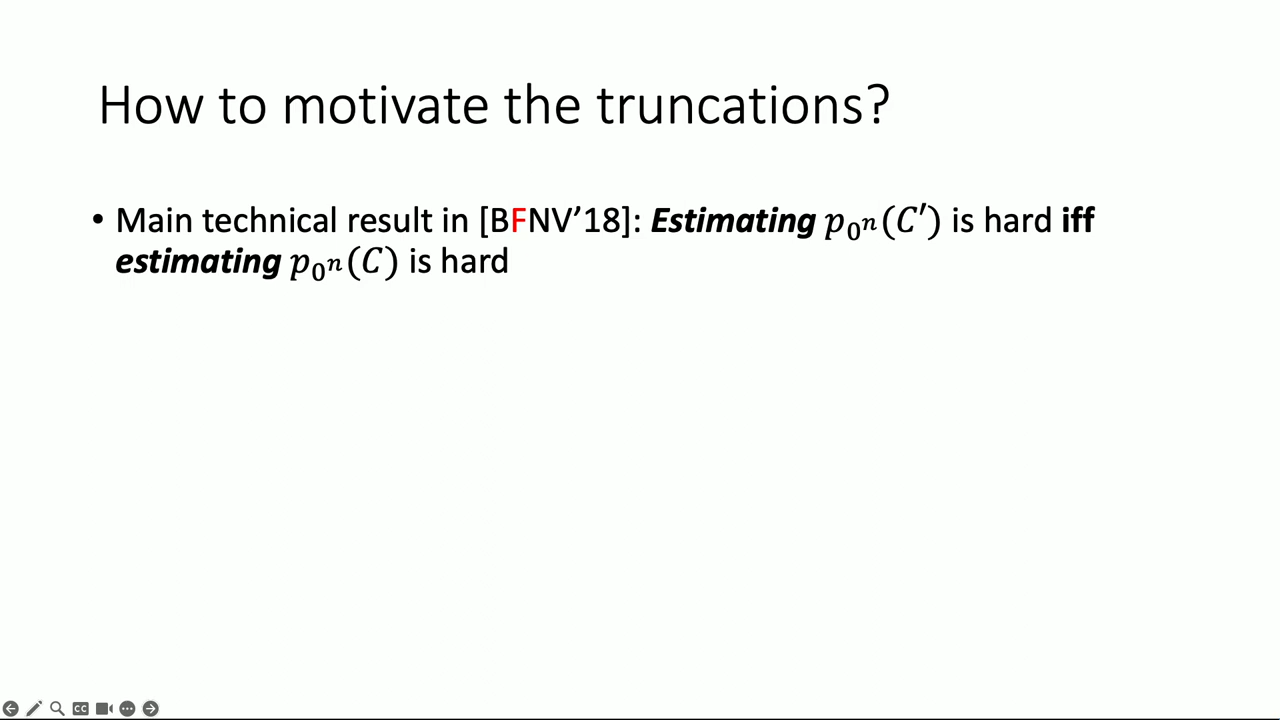 How to motivate the truncations?
• Main technical result in [BFNV’18]: Estimating p₀ⁿ(C′) is hard iff
estimating p₀ⁿ(C) is hard
CC